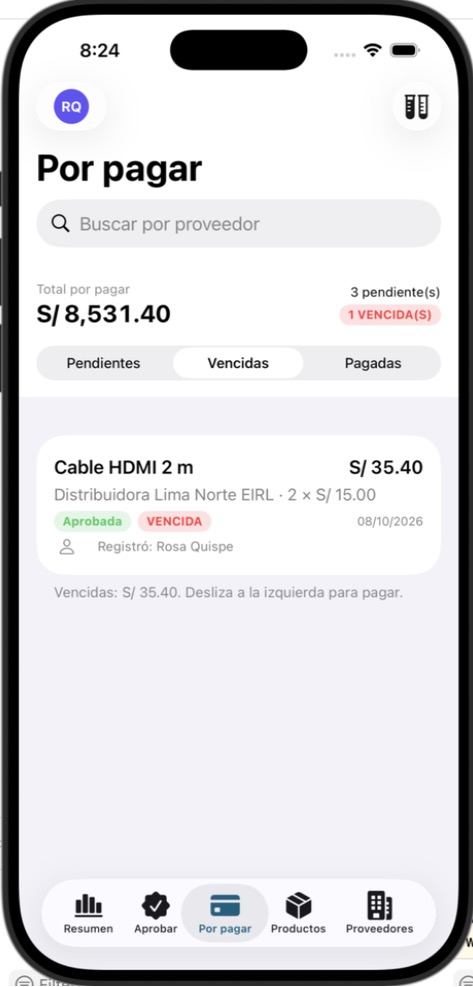 8:24
RQ
Por pagar
Buscar por proveedor
Total por pagar
3 pendiente(s)
S/ 8,531.40
1 VENCIDA(S)
Pendientes Vencidas Pagadas
Cable HDMI 2 m S/ 35.40
Distribuidora Lima Norte EIRL · 2 × S/ 15.00
Aprobada VENCIDA 08/10/2026
Registró: Rosa Quispe
Vencidas: S/ 35.40. Desliza a la izquierda para pagar.
Resumen Aprobar Por pagar Productos Proveedores